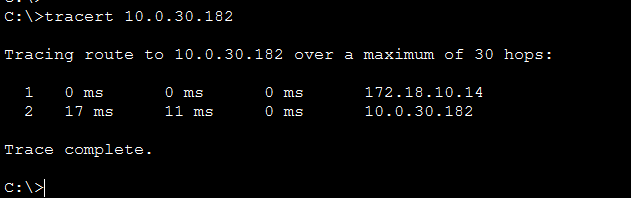 C:\>tracert 10.0.30.182
Tracing route to 10.0.30.182 over a maximum of 30 hops:
1 0 ms 0 ms 0 ms 172.18.10.14
2 17 ms 11 ms 0 ms 10.0.30.182
Trace complete.
C:\>